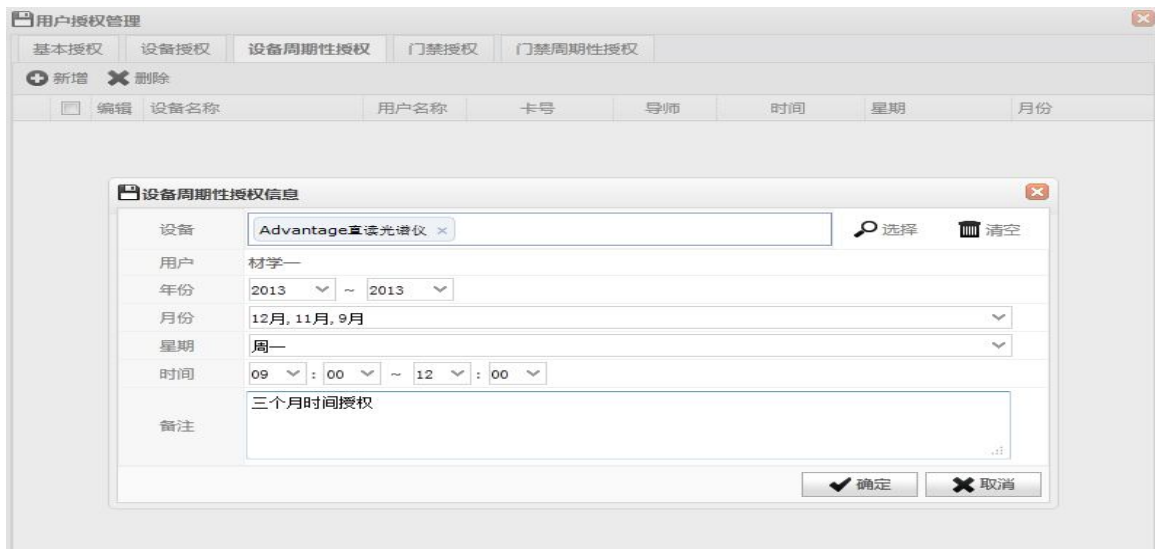 用户授权管理
基本授权 设备授权 设备周期性授权 门禁授权 门禁周期性授权
新增 删除
编辑 设备名称 用户名称 卡号 导师 时间 星期 月份
设备周期性授权信息
设备 Advantage直读光谱仪 × 选择 清空
用户 材学一
年份 2013 ~ 2013
月份 12月, 11月, 9月
星期 周一
时间 09 : 00 ~ 12 : 00
三个月时间授权
备注
确定 取消